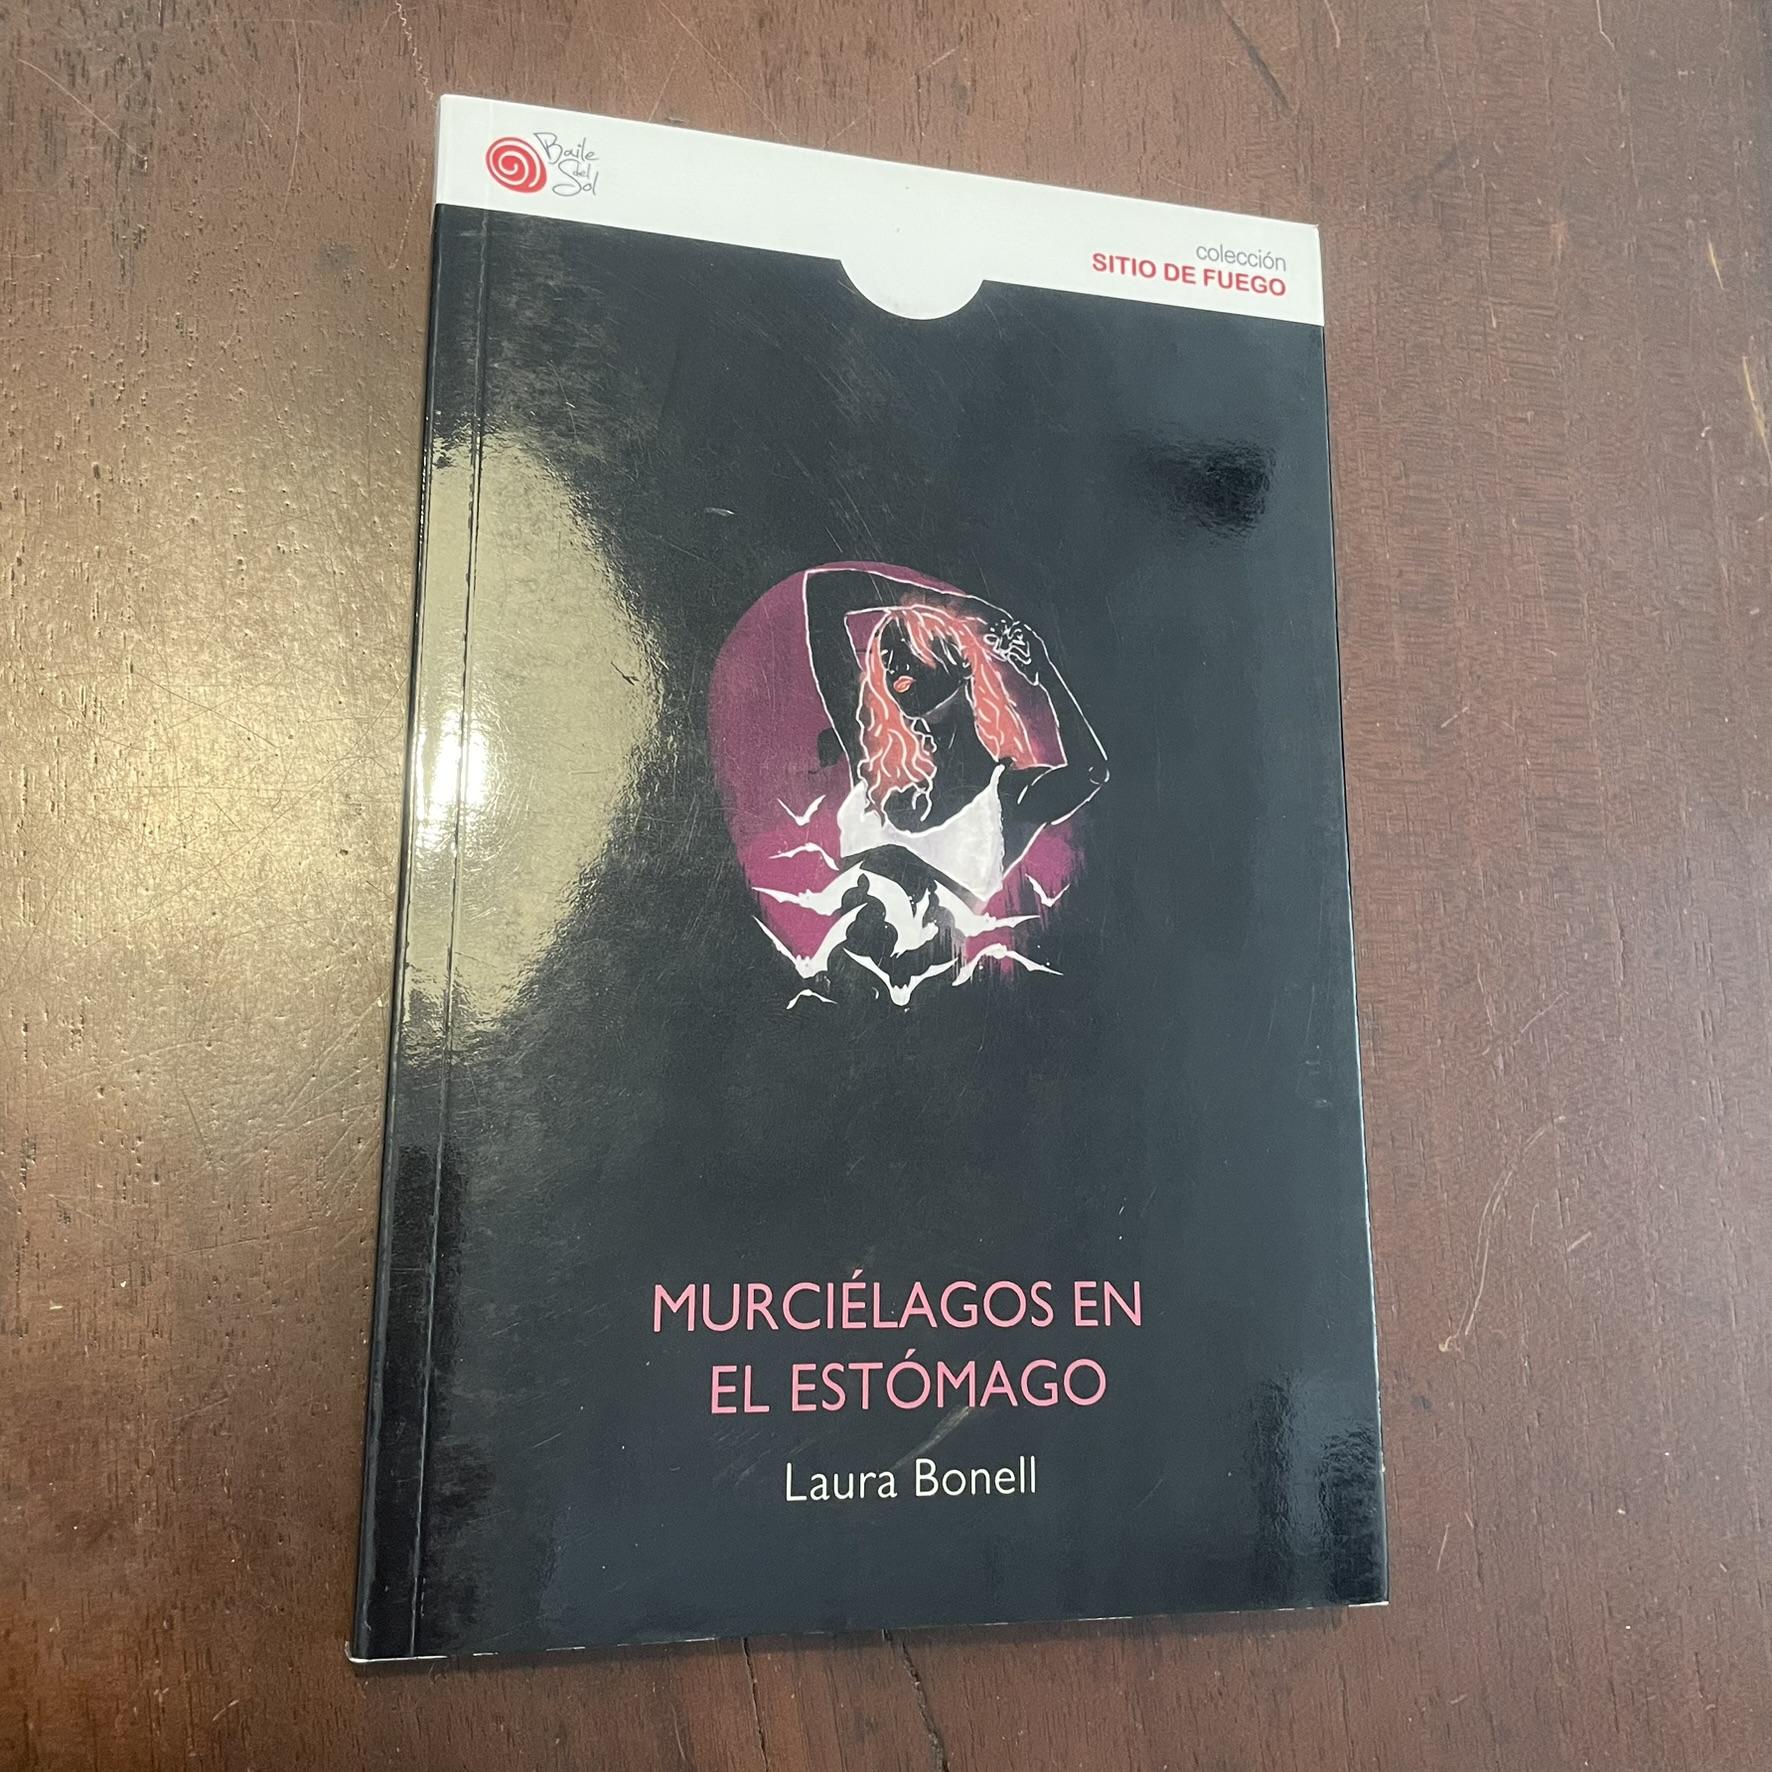 Baile
del
Sol
colección
SITIO DE FUEGO
MURCIÉLAGOS EN
EL ESTÓMAGO
Laura Bonell